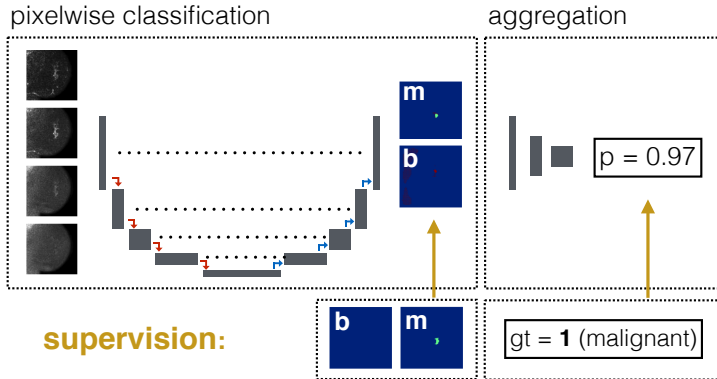 pixelwise classification
aggregation
m
b
p = 0.97
supervision:
b
m
gt = 1 (malignant)